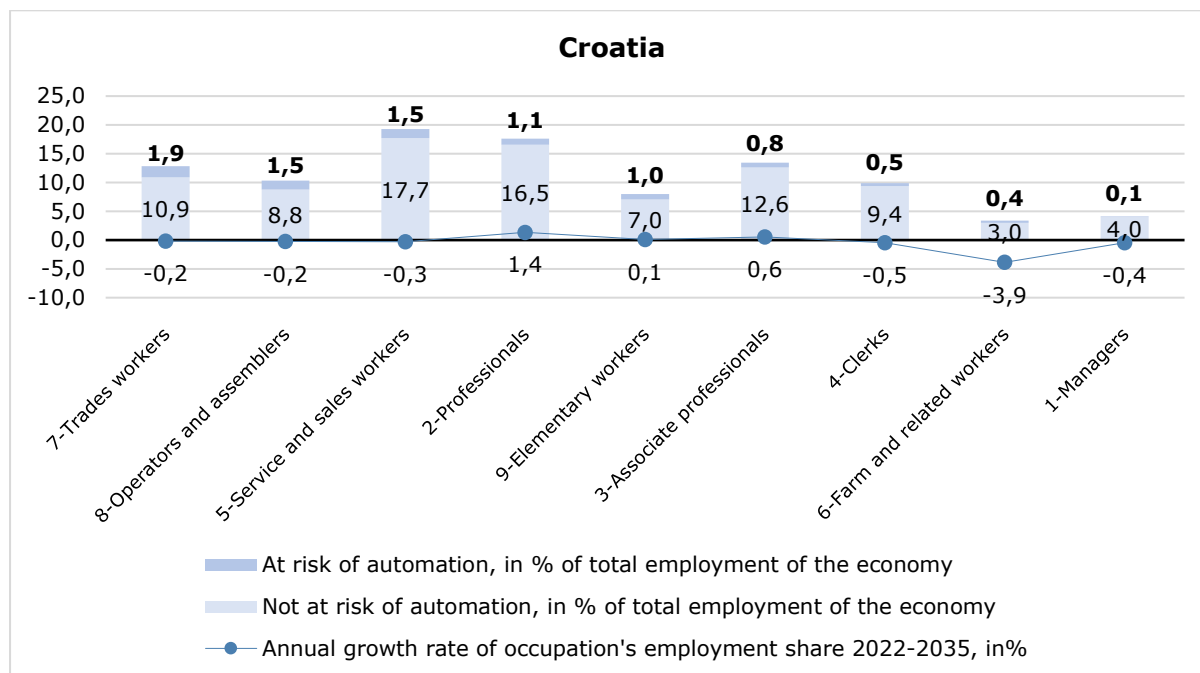 Croatia
25,0
20,0
15,0
10,0
5,0
0,0
-5,0
-10,0
1,9 1,5 1,5 1,1 1,0 0,8 0,5 0,4 0,1
10,9 8,8 17,7 16,5 7,0 12,6 9,4 3,0 4,0
-0,2 -0,2 -0,3 1,4 0,1 0,6 -0,5 -3,9 -0,4
7-Trades workers
8-Operators and assemblers
5-Service and sales workers
2-Professionals
9-Elementary workers
3-Associate professionals
4-Clerks
6-Farm and related workers
1-Managers
At risk of automation, in % of total employment of the economy
Not at risk of automation, in % of total employment of the economy
Annual growth rate of occupation's employment share 2022-2035, in%